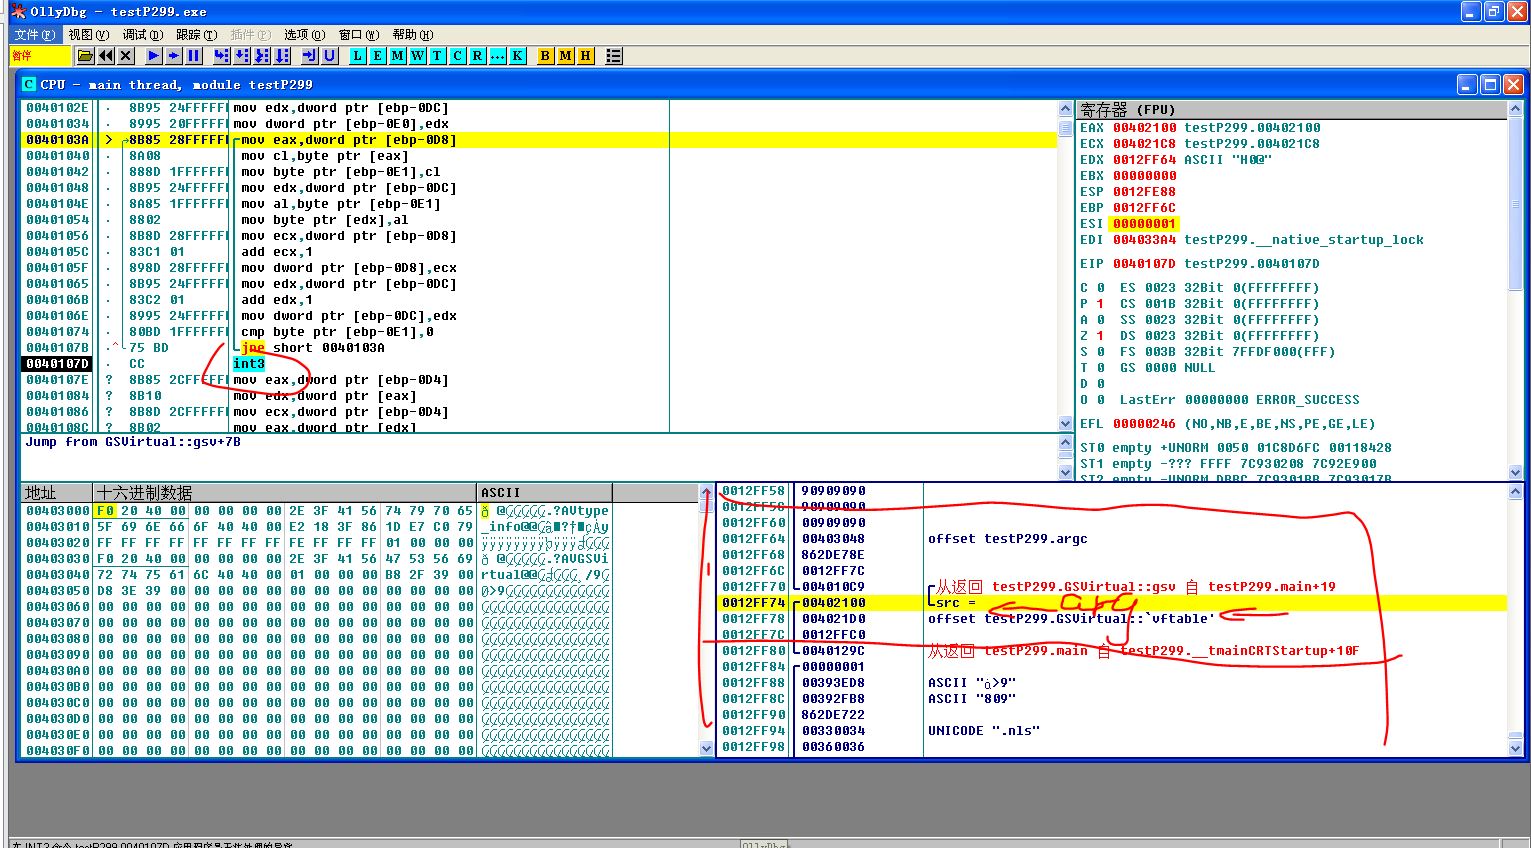 OllyDbg - testP299.exe
文件(F) 视图(V) 调试(D) 跟踪(T) 插件(P) 选项(O) 窗口(W) 帮助(H)
暂停 L E M W T C R ... K B M H
C CPU - main thread, module testP299
0040102E . 8B95 24FFFFFF mov edx,dword ptr [ebp-0DC]
00401034 . 8995 20FFFFFF mov dword ptr [ebp-0E0],edx
0040103A > 8B85 28FFFFFF mov eax,dword ptr [ebp-0D8]
00401040 . 8A08 mov cl,byte ptr [eax]
00401042 . 888D 1FFFFFFF mov byte ptr [ebp-0E1],cl
00401048 . 8B95 24FFFFFF mov edx,dword ptr [ebp-0DC]
0040104E . 8A85 1FFFFFFF mov al,byte ptr [ebp-0E1]
00401054 . 8802 mov byte ptr [edx],al
00401056 . 8B8D 28FFFFFF mov ecx,dword ptr [ebp-0D8]
0040105C . 83C1 01 add ecx,1
0040105F . 898D 28FFFFFF mov dword ptr [ebp-0D8],ecx
00401065 . 8B95 24FFFFFF mov edx,dword ptr [ebp-0DC]
0040106B . 83C2 01 add edx,1
0040106E . 8995 24FFFFFF mov dword ptr [ebp-0DC],edx
00401074 . 80BD 1FFFFFFF cmp byte ptr [ebp-0E1],0
0040107B .^ 75 BD jne short 0040103A
0040107D . CC int3
0040107E ? 8B85 2CFFFFFF mov eax,dword ptr [ebp-0D4]
00401084 ? 8B10 mov edx,dword ptr [eax]
00401086 ? 8B8D 2CFFFFFF mov ecx,dword ptr [ebp-0D4]
0040108C ? 8B02 mov eax,dword ptr [edx]
Jump from GSVirtual::gsv+7B
寄存器 (FPU)
EAX 00402100 testP299.00402100
ECX 004021C8 testP299.004021C8
EDX 0012FF64 ASCII "H0@"
EBX 00000000
ESP 0012FE88
EBP 0012FF6C
ESI 00000001
EDI 004033A4 testP299.__native_startup_lock
EIP 0040107D testP299.0040107D
C 0 ES 0023 32Bit 0(FFFFFFFF)
P 1 CS 001B 32Bit 0(FFFFFFFF)
A 0 SS 0023 32Bit 0(FFFFFFFF)
Z 1 DS 0023 32Bit 0(FFFFFFFF)
S 0 FS 003B 32Bit 7FFDF000(FFF)
T 0 GS 0000 NULL
D 0
O 0 LastErr 00000000 ERROR_SUCCESS
EFL 00000246 (NO,NB,E,BE,NS,PE,GE,LE)
ST0 empty +UNORM 0050 01C8D6FC 00118428
ST1 empty -??? FFFF 7C930208 7C92E900
地址 十六进制数据 ASCII
00403000 F0 20 40 00 00 00 00 00 2E 3F 41 56 74 79 70 65
00403010 5F 69 6E 66 6F 40 40 00 E2 18 3F 86 1D E7 C0 79
00403020 FF FF FF FF FF FF FF FF FE FF FF FF 01 00 00 00
00403030 F0 20 40 00 00 00 00 00 2E 3F 41 56 47 53 56 69
00403040 72 74 75 61 6C 40 40 00 01 00 00 00 B8 2F 39 00
00403050 D8 3E 39 00 00 00 00 00 00 00 00 00 00 00 00 00
00403060 00 00 00 00 00 00 00 00 00 00 00 00 00 00 00 00
00403070 00 00 00 00 00 00 00 00 00 00 00 00 00 00 00 00
00403080 00 00 00 00 00 00 00 00 00 00 00 00 00 00 00 00
00403090 00 00 00 00 00 00 00 00 00 00 00 00 00 00 00 00
004030A0 00 00 00 00 00 00 00 00 00 00 00 00 00 00 00 00
004030B0 00 00 00 00 00 00 00 00 00 00 00 00 00 00 00 00
004030C0 00 00 00 00 00 00 00 00 00 00 00 00 00 00 00 00
004030D0 00 00 00 00 00 00 00 00 00 00 00 00 00 00 00 00
004030E0 00 00 00 00 00 00 00 00 00 00 00 00 00 00 00 00
004030F0 00 00 00 00 00 00 00 00 00 00 00 00 00 00 00 00
0012FF58 90909090
0012FF5C 90909090
0012FF60 00909090
0012FF64 00403048 offset testP299.argc
0012FF68 862DE78E
0012FF6C 0012FF7C
0012FF70 004010C9 从返回 testP299.GSVirtual::gsv 自 testP299.main+19
0012FF74 00402100 src = arg
0012FF78 004021D0 offset testP299.GSVirtual::`vftable'
0012FF7C 0012FFC0
0012FF80 0040129C 从返回 testP299.main 自 testP299.__tmainCRTStartup+10F
0012FF84 00000001
0012FF88 00393ED8
0012FF8C 00392FB8 ASCII "809"
0012FF90 862DE722
0012FF94 00330034 UNICODE ".nls"
0012FF98 00360036